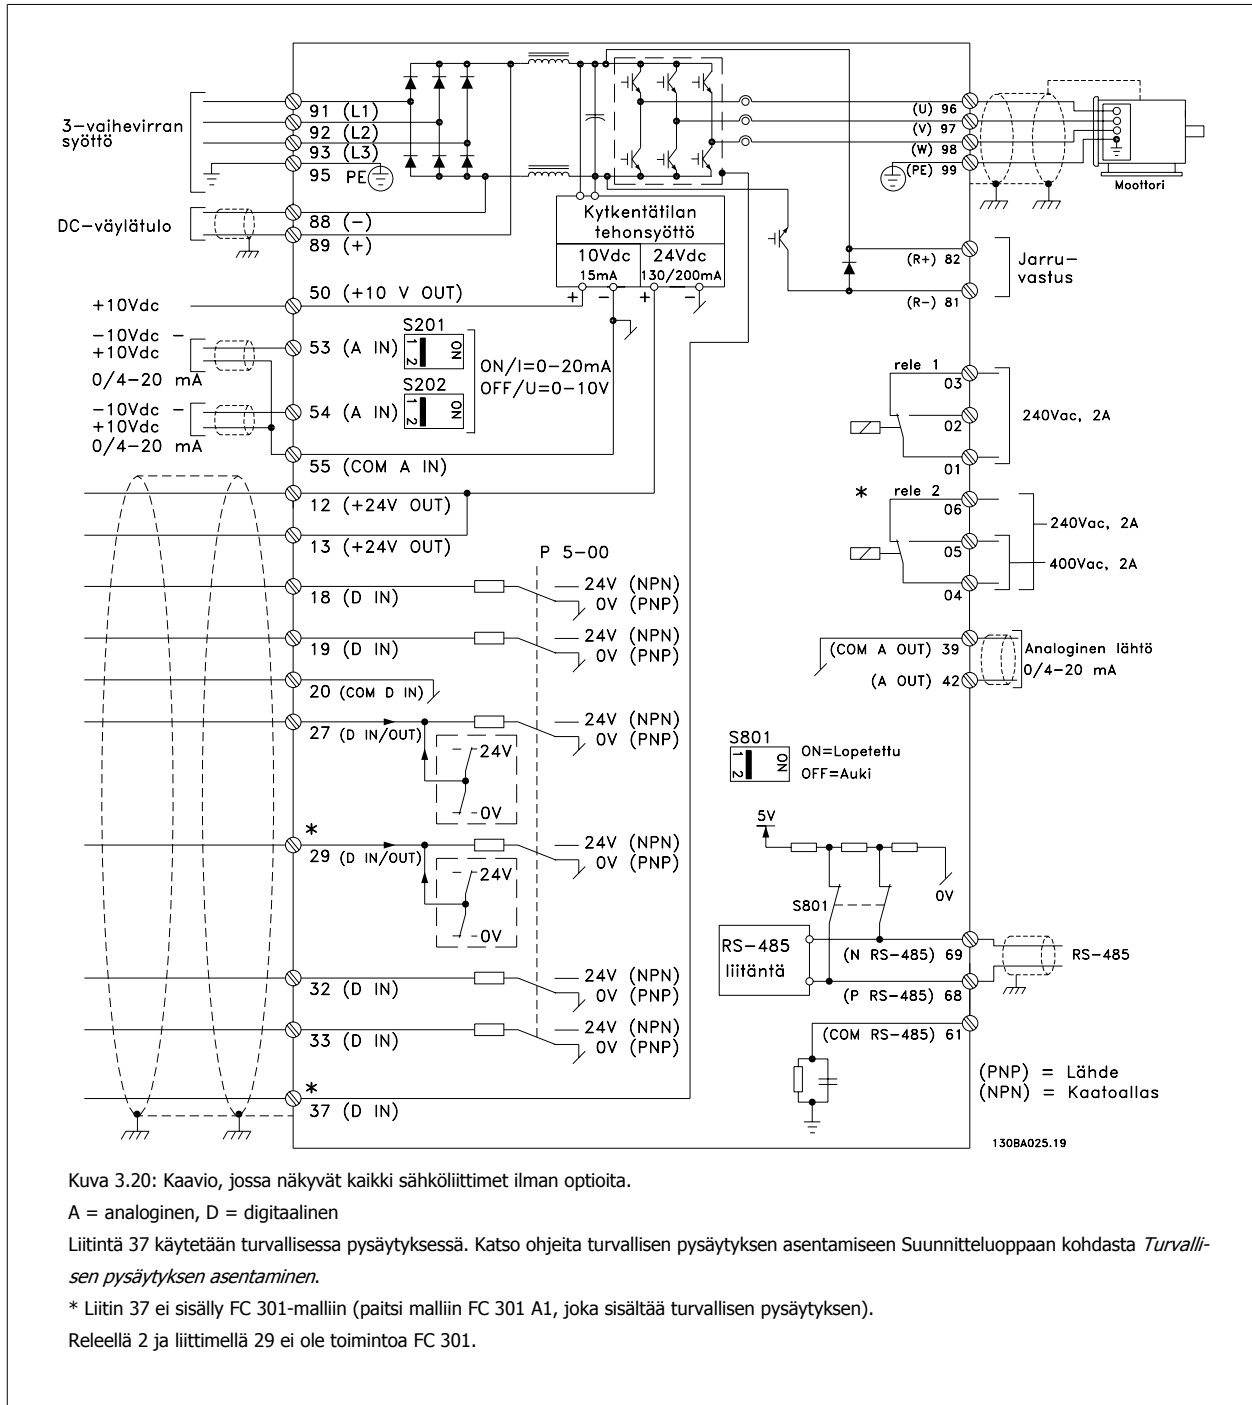 3-vaihevirran
syöttö
91 (L1)
92 (L2)
93 (L3)
95 PE
DC-väylätulo
88 (-)
89 (+)
+10Vdc
50 (+10 V OUT)
-10Vdc -
+10Vdc
0/4-20 mA
53 (A IN)
-10Vdc -
+10Vdc
0/4-20 mA
54 (A IN)
55 (COM A IN)
12 (+24V OUT)
13 (+24V OUT)
18 (D IN)
19 (D IN)
20 (COM D IN)
27 (D IN/OUT)
24V
0V
*
29 (D IN/OUT)
24V
0V
32 (D IN)
33 (D IN)
*
37 (D IN)
S201
1 2 ON
S202
1 2 ON
ON/I=0-20mA
OFF/U=0-10V
P 5-00
24V (NPN)
0V (PNP)
24V (NPN)
0V (PNP)
24V (NPN)
0V (PNP)
24V (NPN)
0V (PNP)
24V (NPN)
0V (PNP)
24V (NPN)
0V (PNP)
Kytkentätilan
tehonsyöttö
10Vdc
15mA
24Vdc
130/200mA
+ - + -
(U) 96
(V) 97
(W) 98
(PE) 99
Moottori
(R+) 82
(R-) 81
Jarru-
vastus
rele 1
03
02
01
240Vac, 2A
*
rele 2
06
05
04
240Vac, 2A
400Vac, 2A
(COM A OUT) 39
(A OUT) 42
Analoginen lähtö
0/4-20 mA
S801
1 2 ON
ON=Lopetettu
OFF=Auki
5V
0V
S801
RS-485
liitäntä
(N RS-485) 69
(P RS-485) 68
RS-485
(COM RS-485) 61
(PNP) = Lähde
(NPN) = Kaatoallas
130BA025.19
Kuva 3.20: Kaavio, jossa näkyvät kaikki sähköliittimet ilman optioita.
A = analoginen, D = digitaalinen
Liitintä 37 käytetään turvallisessa pysäytyksessä. Katso ohjeita turvallisen pysäytyksen asentamiseen Suunnitteluoppaan kohdasta Turvalli-
sen pysäytyksen asentaminen.
* Liitin 37 ei sisälly FC 301-malliin (paitsi malliin FC 301 A1, joka sisältää turvallisen pysäytyksen).
Releellä 2 ja liittimellä 29 ei ole toimintoa FC 301.